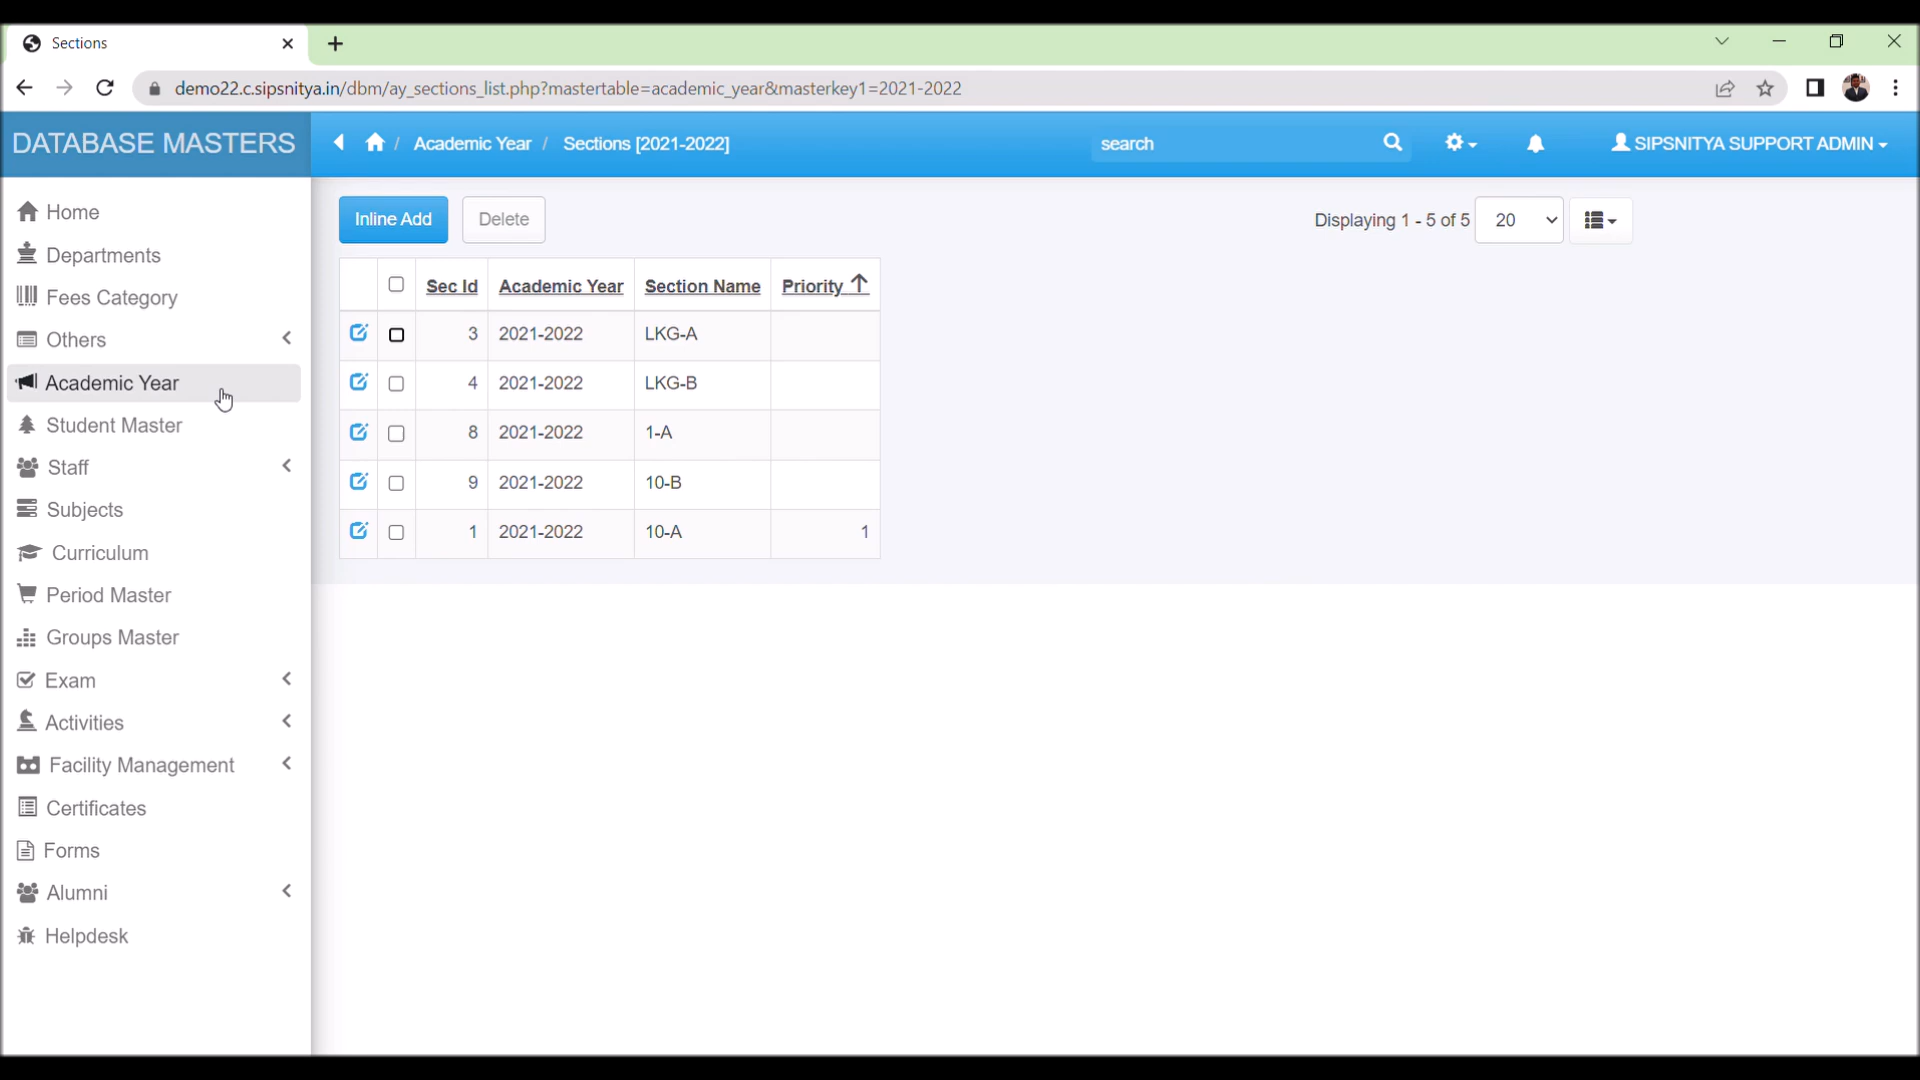 Sections
demo22.c.sipsnitya.in/dbm/ay_sections_list.php?mastertable=academic_year&masterkey1=2021-2022
DATABASE MASTERS
/ Academic Year / Sections [2021-2022]
search
SIPSNITYA SUPPORT ADMIN
Home
Departments
Fees Category
Others
Academic Year
Student Master
Staff
Subjects
Curriculum
Period Master
Groups Master
Exam
Activities
Facility Management
Certificates
Forms
Alumni
Helpdesk
Inline Add Delete
Displaying 1 - 5 of 5 20
Sec Id Academic Year Section Name Priority
3 2021-2022 LKG-A
4 2021-2022 LKG-B
8 2021-2022 1-A
9 2021-2022 10-B
1 2021-2022 10-A 1